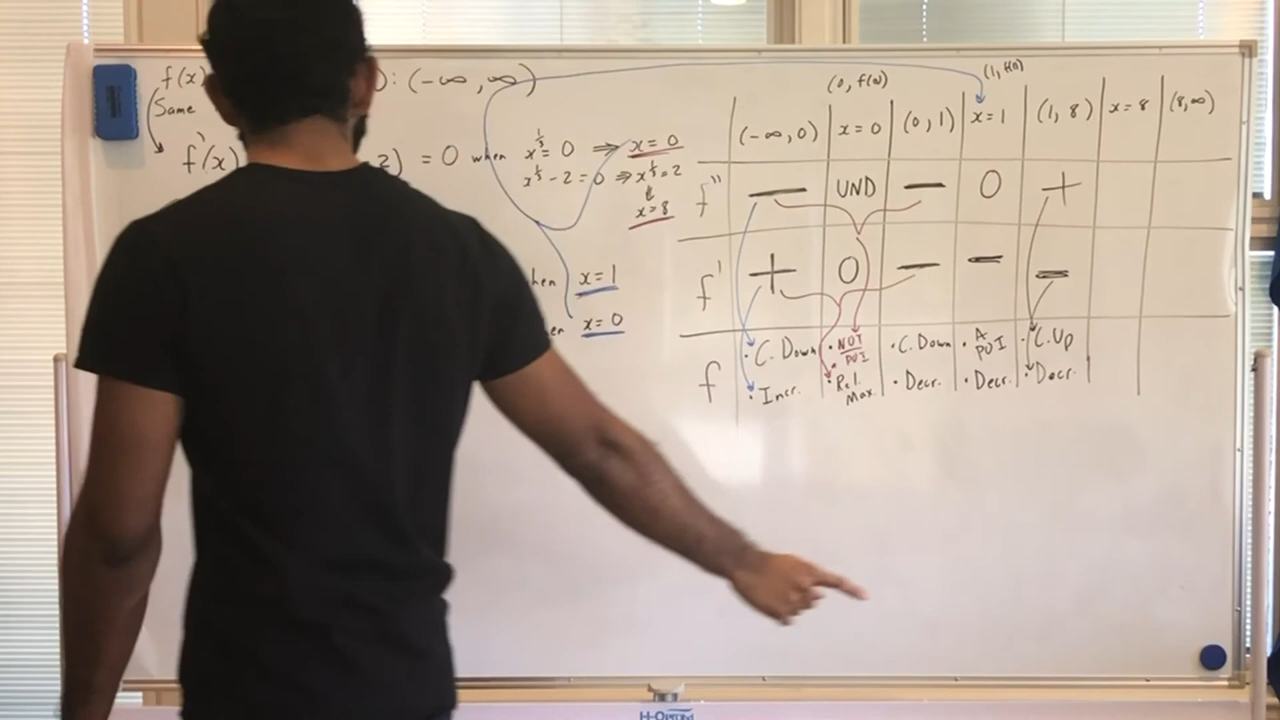 f(x) : (-∞, ∞)
Same
f'(x) 2) = 0 when x^⅓ = 0 ⇒ x = 0
x^⅓ - 2 = 0 ⇒ x^⅓ = 2
x = 8
hen x = 1
en x = 0
(0, f(0)) (1, f(1))
(-∞, 0) x = 0 (0, 1) x = 1 (1, 8) x = 8 (8, ∞)
f'' — UND — 0 +
f' + 0 — — —
f • C. Down • NOT POI • C. Down • A POI • C. Up
• Incr. • Rel. Max. • Decr. • Decr. • Decr.